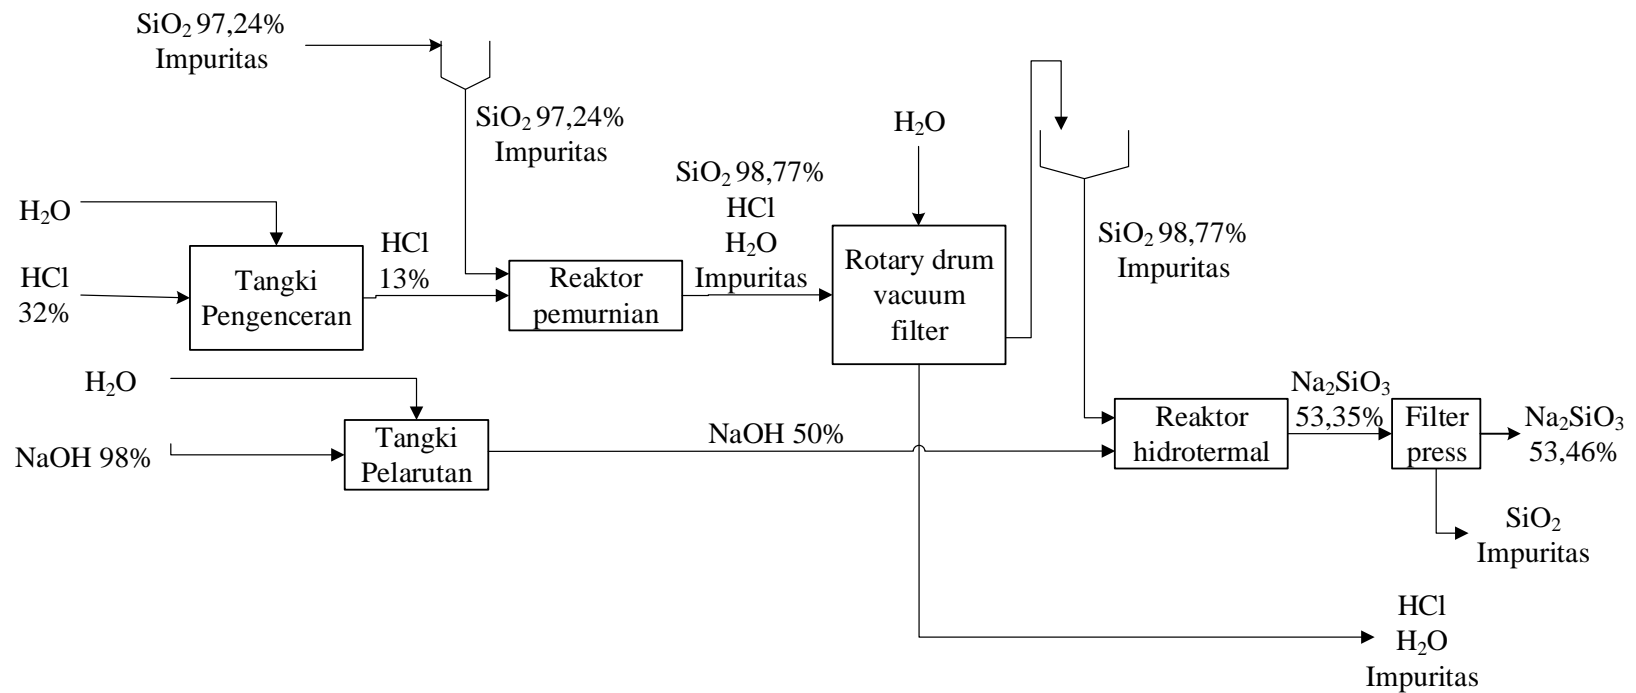 SiO₂ 97,24%
Impuritas
SiO₂ 97,24%
Impuritas
H₂O
SiO₂ 98,77%
HCl
H₂O
Impuritas
H₂O
HCl
32%
Tangki
Pengenceran
HCl
13%
Reaktor
pemurnian
Rotary drum
vacuum
filter
SiO₂ 98,77%
Impuritas
H₂O
NaOH 98%
Tangki
Pelarutan
NaOH 50%
Reaktor
hidrotermal
Na₂SiO₃
53,35%
Filter
press
Na₂SiO₃
53,46%
SiO₂
Impuritas
HCl
H₂O
Impuritas